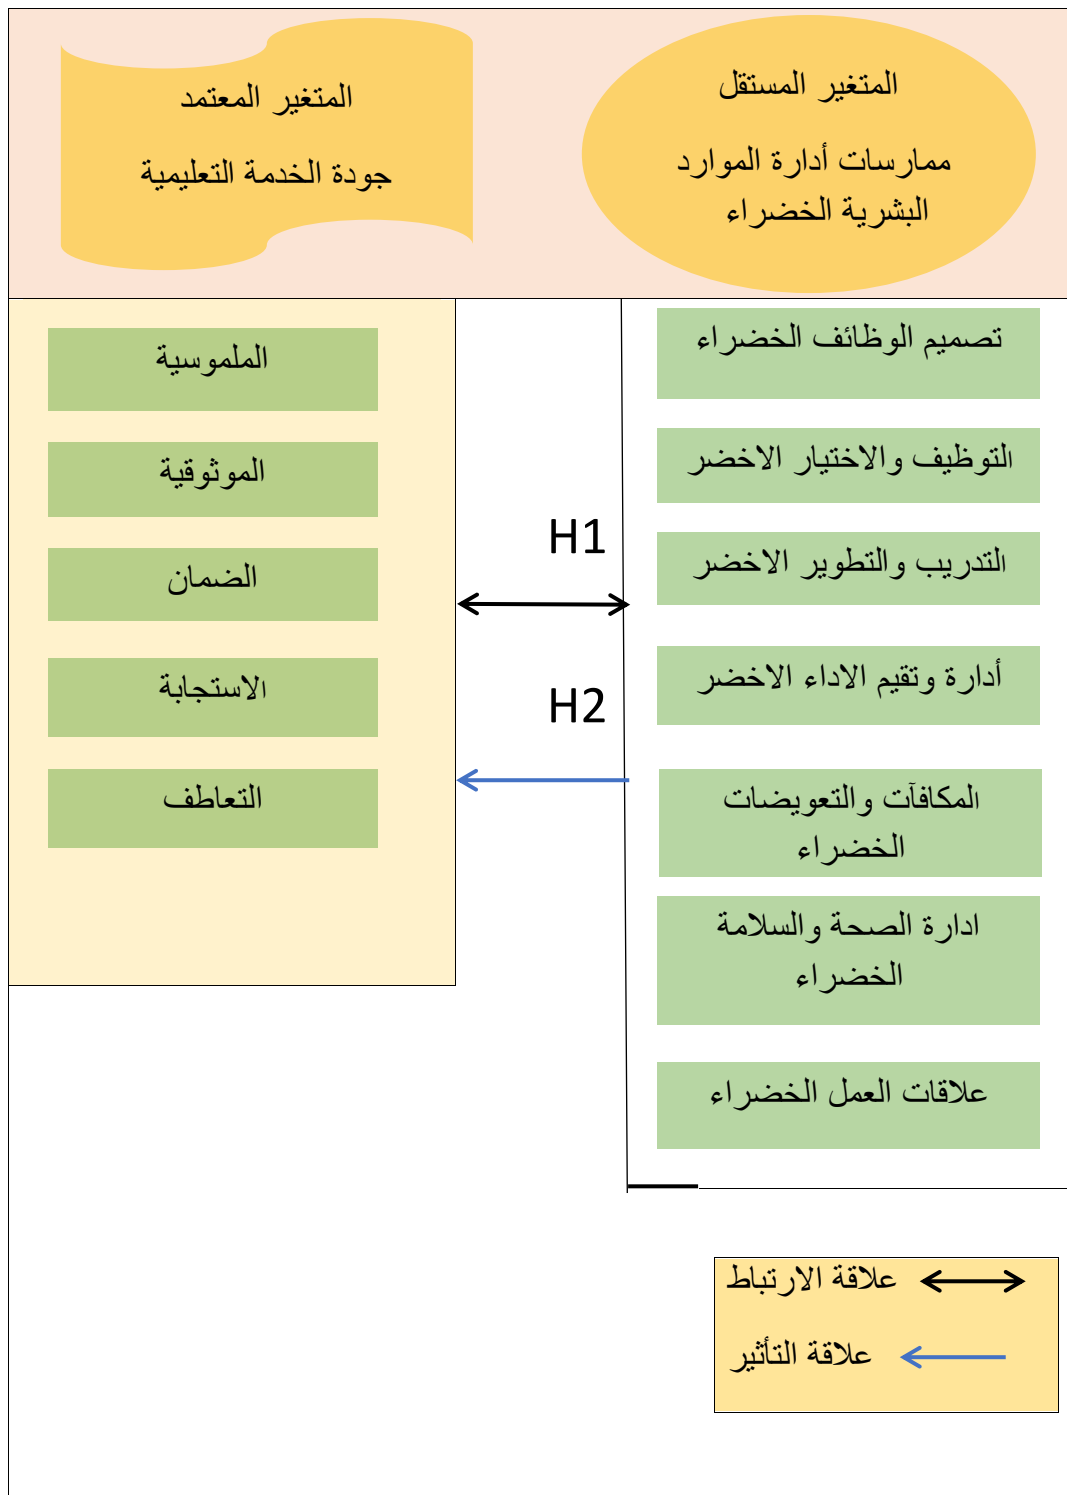 المتغير المستقل
ممارسات أدارة الموارد
البشرية الخضراء
المتغير المعتمد
جودة الخدمة التعليمية
تصميم الوظائف الخضراء
التوظيف والاختيار الاخضر
التدريب والتطوير الاخضر
أدارة وتقيم الاداء الاخضر
المكافآت والتعويضات
الخضراء
ادارة الصحة والسلامة
الخضراء
علاقات العمل الخضراء
H1
H2
الملموسية
الموثوقية
الضمان
الاستجابة
التعاطف
علاقة الارتباط
علاقة التأثير